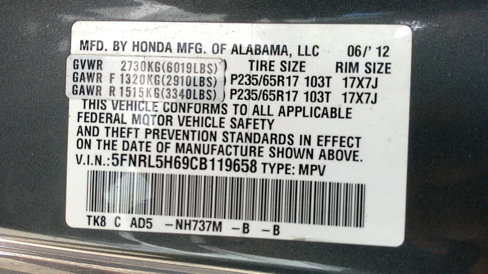 MFD. BY HONDA MFG. OF ALABAMA, LLC 06/'12
GVWR 2730KG(6019LBS) TIRE SIZE RIM SIZE
GAWR F 1320KG(2910LBS) P235/65R17 103T 17X7J
GAWR R 1515KG(3340LBS) P235/65R17 103T 17X7J
THIS VEHICLE CONFORMS TO ALL APPLICABLE
FEDERAL MOTOR VEHICLE SAFETY
AND THEFT PREVENTION STANDARDS IN EFFECT
ON THE DATE OF MANUFACTURE SHOWN ABOVE.
V.I.N.: 5FNRL5H69CB119658 TYPE: MPV
TK8 C AD5 -NH737M -B -B